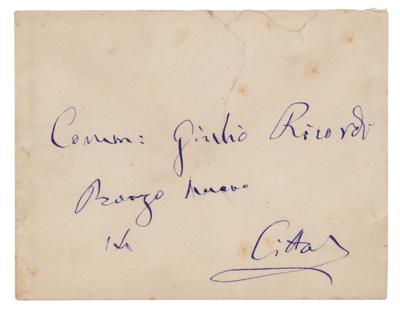 Comm: Giulio Ricordi
Borgo nuovo
14
Città